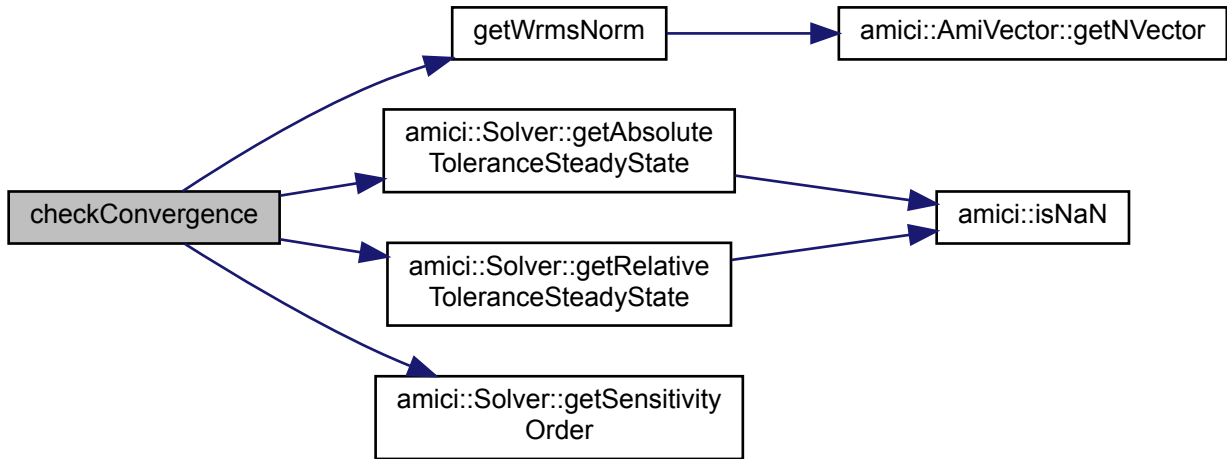 getWrmsNorm
amici::AmiVector::getNVector
amici::Solver::getAbsolute
ToleranceSteadyState
checkConvergence
amici::isNaN
amici::Solver::getRelative
ToleranceSteadyState
amici::Solver::getSensitivity
Order